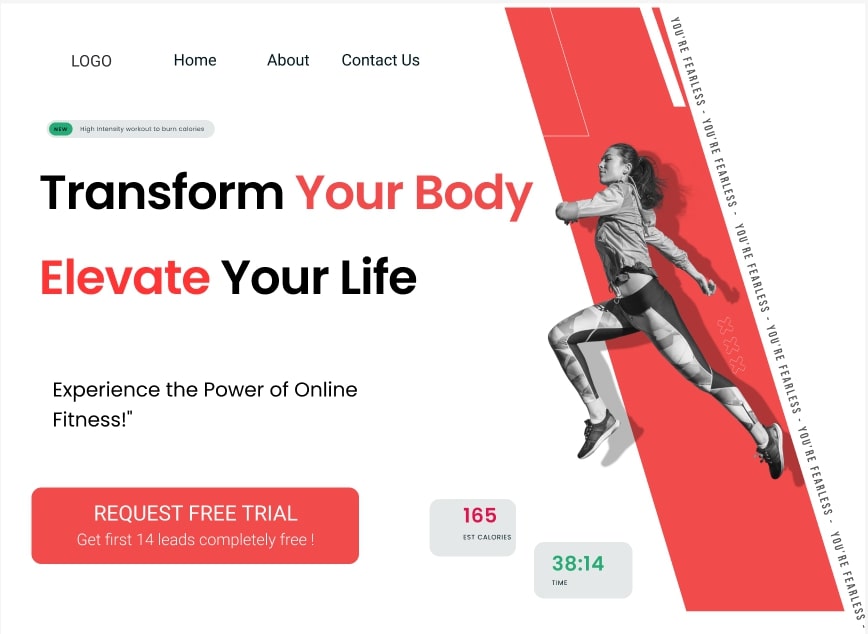 LOGO
Home
About
Contact Us
NEW
High Intensity workout to burn calories
Transform Your Body
Elevate Your Life
Experience the Power of Online
Fitness!"
REQUEST FREE TRIAL
Get first 14 leads completely free !
165
EST CALORIES
38:14
TIME
YOU'RE FEARLESS - YOU'RE FEARLESS - YOU'RE FEARLESS - YOU'RE FEARLESS - YOU'RE FEARLESS - YOU'RE FEARLESS -